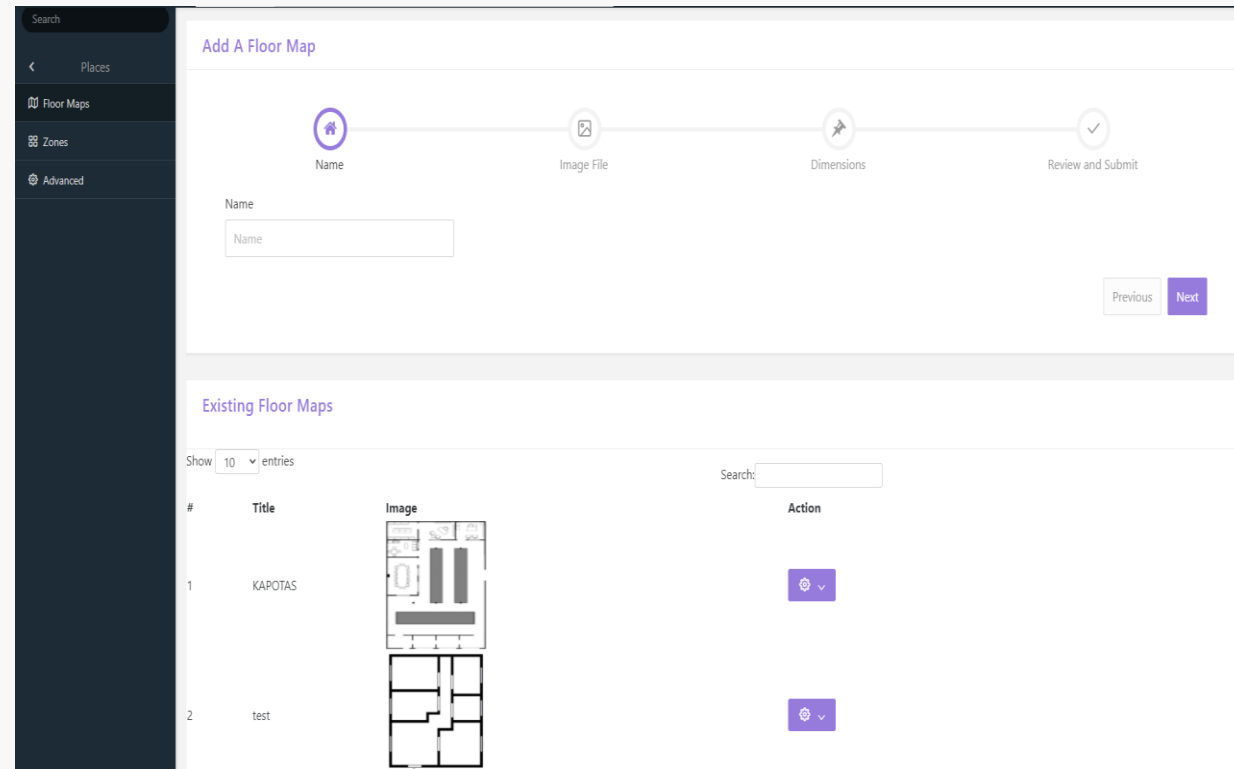 Search
Places
Floor Maps
Zones
Advanced
Add A Floor Map
Name
Image File
Dimensions
Review and Submit
Name
Name
Previous
Next
Existing Floor Maps
Show 10 entries
Search:
# Title Image Action
1 KAPOTAS
2 test